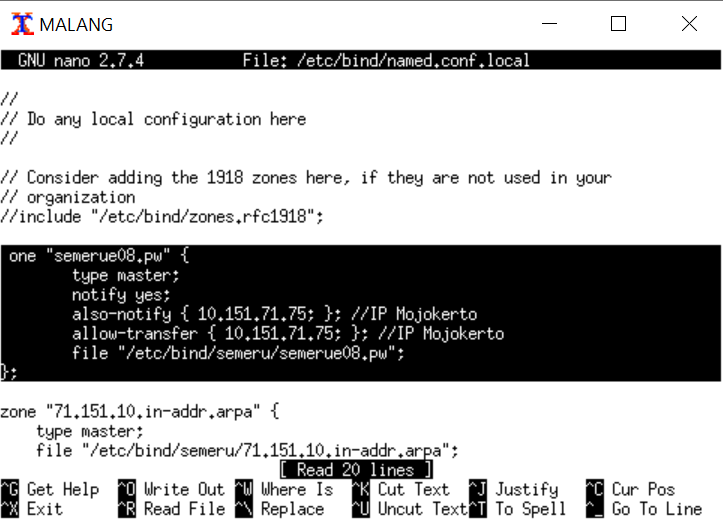 MALANG
GNU nano 2.7.4 File: /etc/bind/named.conf.local
//
// Do any local configuration here
//
// Consider adding the 1918 zones here, if they are not used in your
// organization
//include "/etc/bind/zones.rfc1918";
one "semerue08.pw" {
type master;
notify yes;
also-notify { 10.151.71.75; }; //IP Mojokerto
allow-transfer { 10.151.71.75; }; //IP Mojokerto
file "/etc/bind/semeru/semerue08.pw";
};
zone "71.151.10.in-addr.arpa" {
type master;
file "/etc/bind/semeru/71.151.10.in-addr.arpa";
[ Read 20 lines ]
^G Get Help ^O Write Out ^W Where Is ^K Cut Text ^J Justify ^C Cur Pos
^X Exit ^R Read File ^\ Replace ^U Uncut Text ^T To Spell ^_ Go To Line